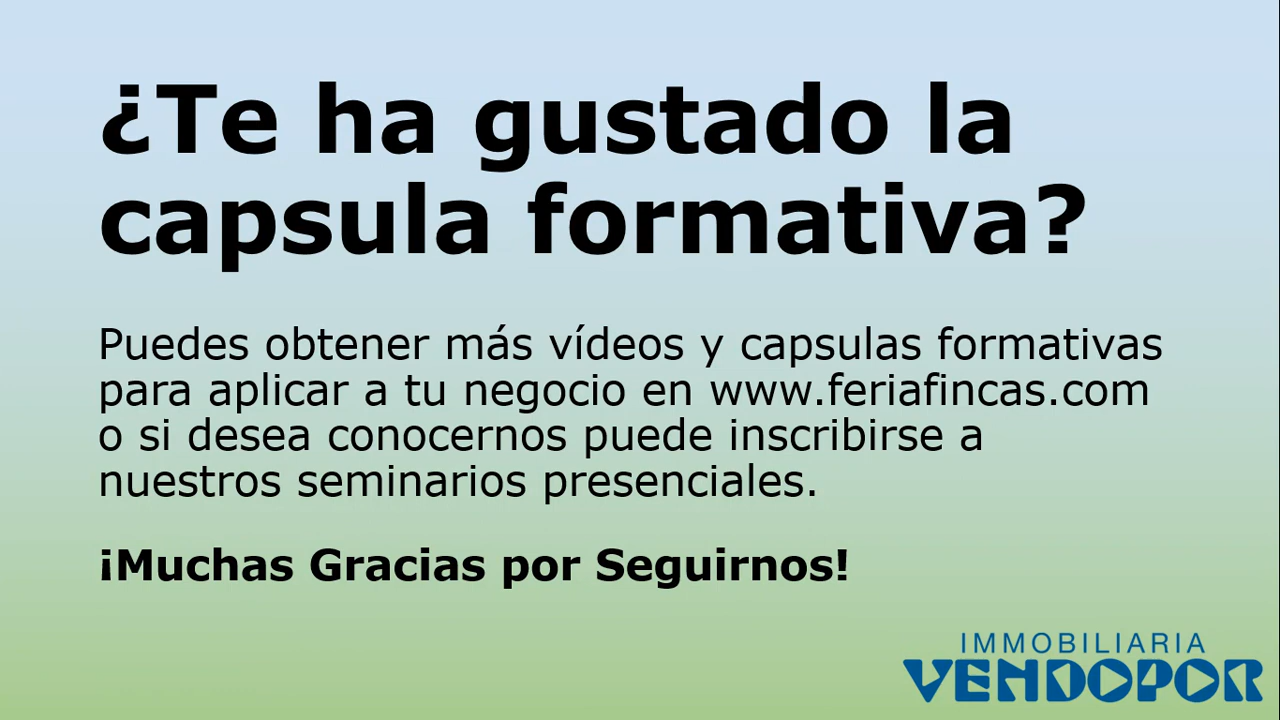 ¿Te ha gustado la
capsula formativa?
Puedes obtener más vídeos y capsulas formativas
para aplicar a tu negocio en www.feriafincas.com
o si desea conocernos puede inscribirse a
nuestros seminarios presenciales.
¡Muchas Gracias por Seguirnos!
IMMOBILIARIA
VENDOPOR